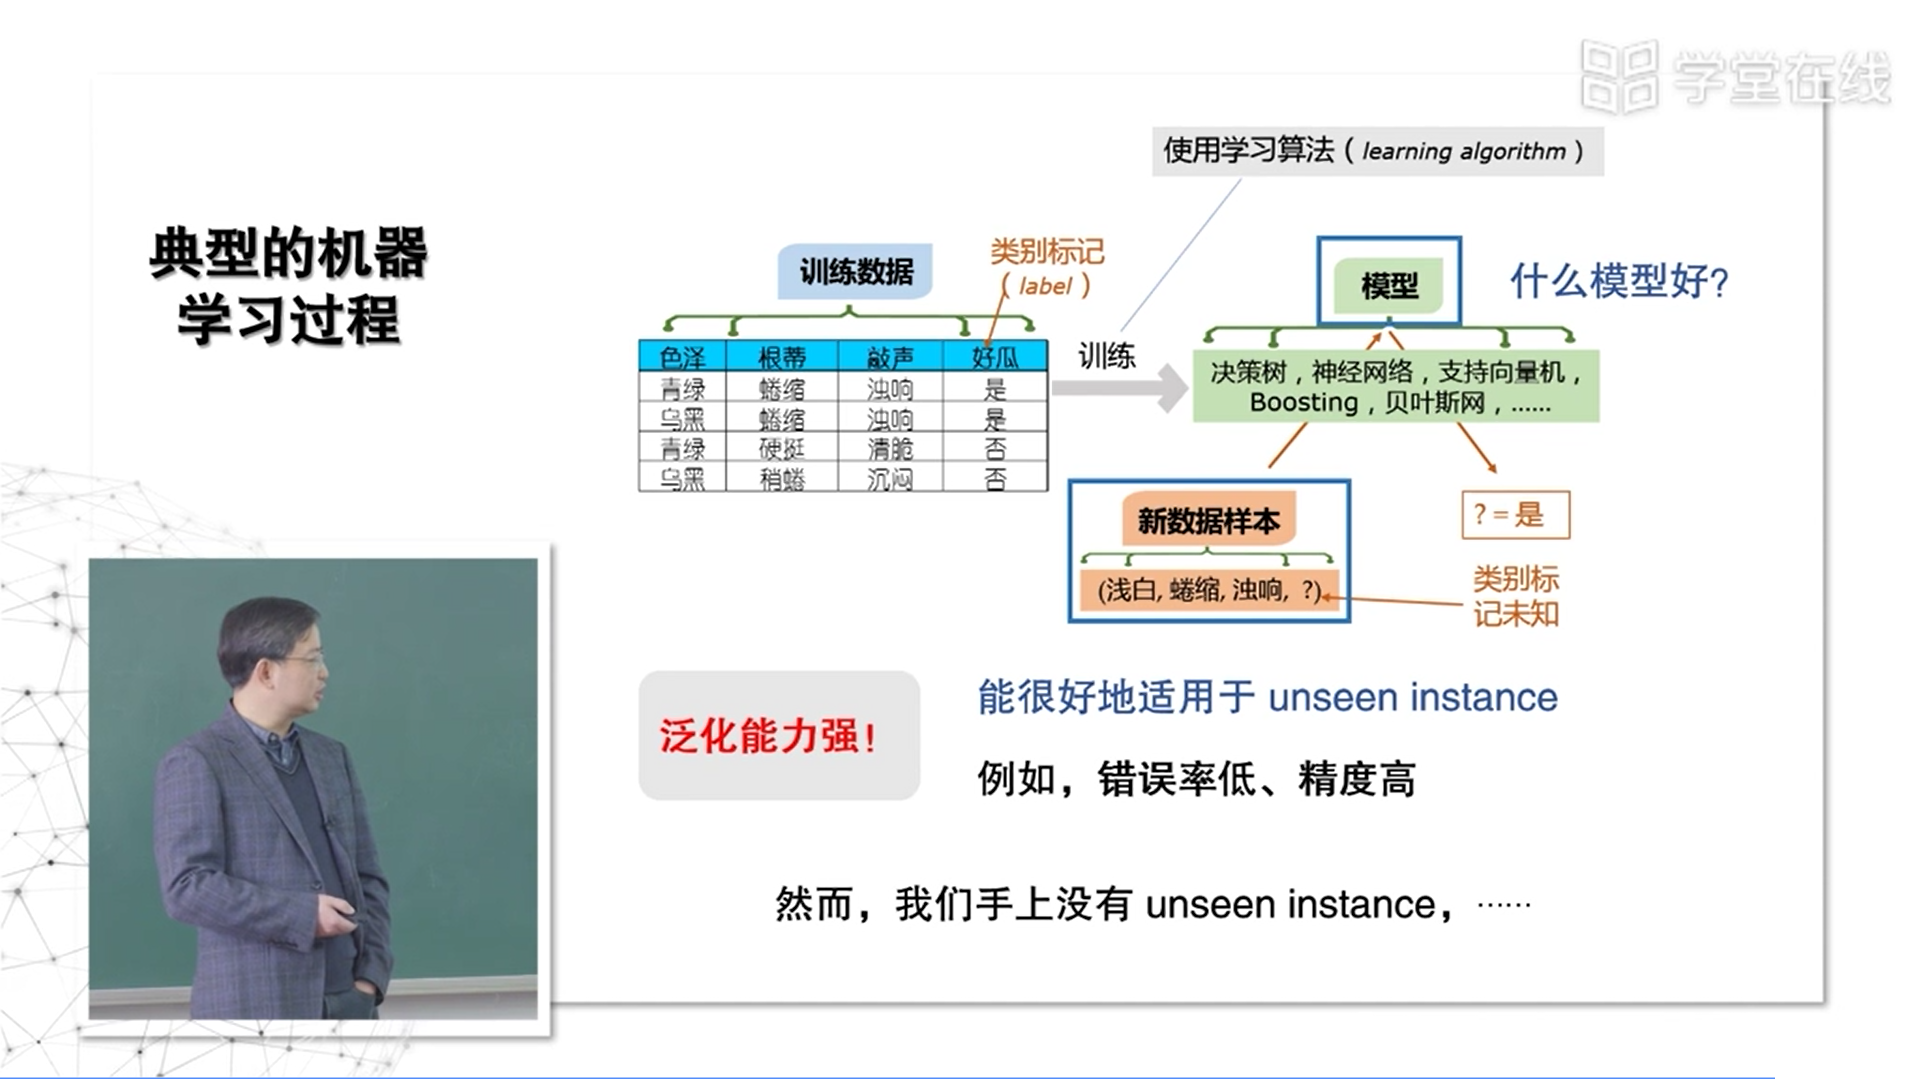 学堂在线
使用学习算法（learning algorithm）
典型的机器
学习过程
训练数据
类别标记
（label）
模型
什么模型好?
色泽 根蒂 敲声 好瓜
青绿 蜷缩 浊响 是
乌黑 蜷缩 浊响 是
青绿 硬挺 清脆 否
乌黑 稍蜷 沉闷 否
训练
决策树，神经网络，支持向量机，
Boosting，贝叶斯网，……
新数据样本
(浅白, 蜷缩, 浊响, ?)
?=是
类别标
记未知
泛化能力强!
能很好地适用于 unseen instance
例如，错误率低、精度高
然而，我们手上没有 unseen instance，……